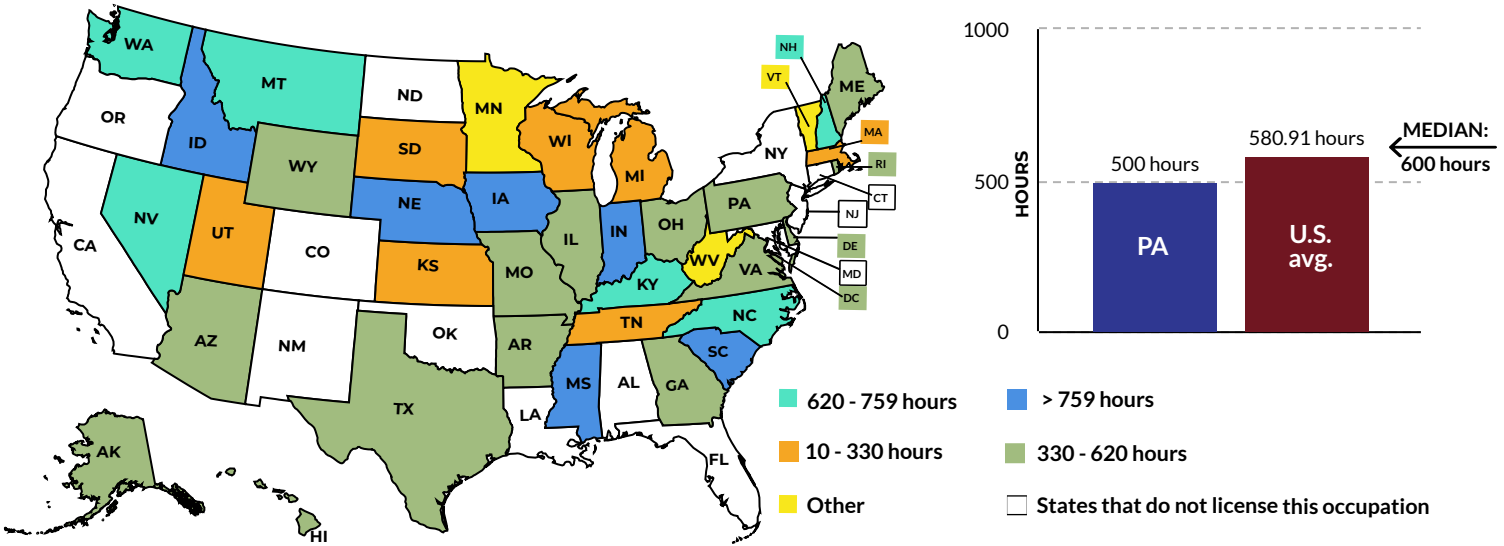 WA
MT
ND
MN
OR
ID
WY
SD
WI
MI
NY
ME
NH
VT
MA
RI
CT
NJ
DE
MD
DC
NV
UT
CO
NE
IA
IL
IN
OH
PA
CA
KS
MO
KY
WV
VA
AZ
NM
OK
AR
TN
NC
SC
MS
AL
GA
TX
LA
FL
AK
HI
1000
500
0
HOURS
500 hours
580.91 hours
PA
U.S.
avg.
MEDIAN:
600 hours
620 - 759 hours
> 759 hours
10 - 330 hours
330 - 620 hours
Other
States that do not license this occupation